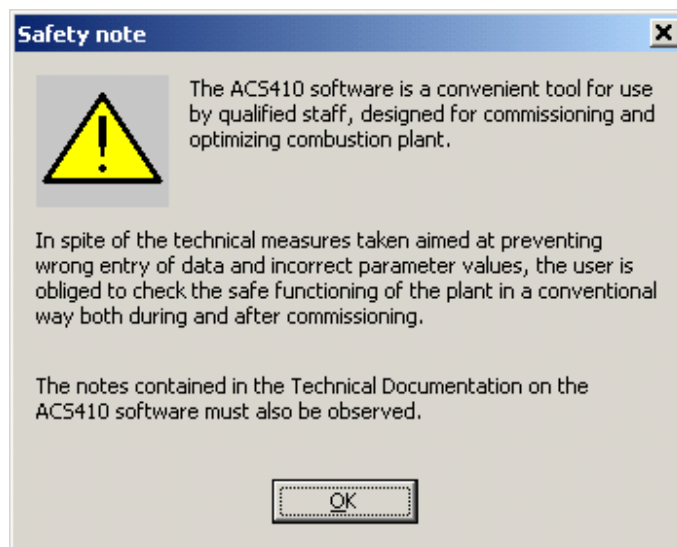 Safety note
The ACS410 software is a convenient tool for use
by qualified staff, designed for commissioning and
optimizing combustion plant.
In spite of the technical measures taken aimed at preventing
wrong entry of data and incorrect parameter values, the user is
obliged to check the safe functioning of the plant in a conventional
way both during and after commissioning.
The notes contained in the Technical Documentation on the
ACS410 software must also be observed.
OK